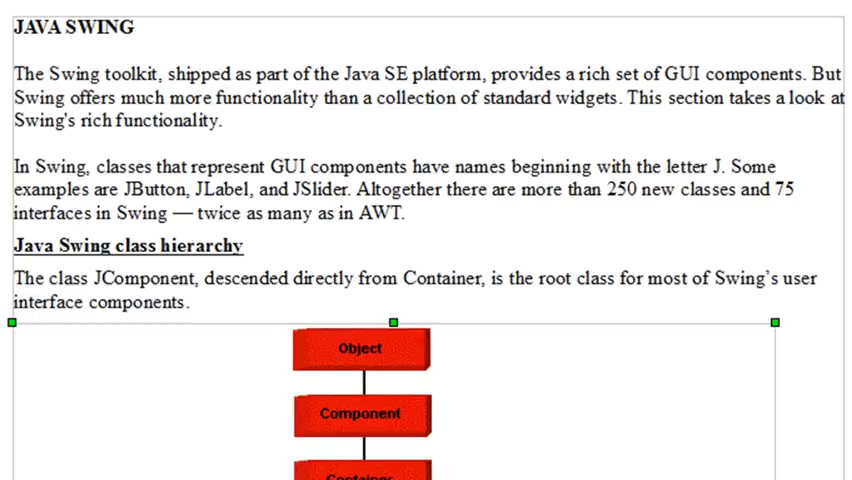 JAVA SWING
The Swing toolkit, shipped as part of the Java SE platform, provides a rich set of GUI components. But
Swing offers much more functionality than a collection of standard widgets. This section takes a look at
Swing's rich functionality.
In Swing, classes that represent GUI components have names beginning with the letter J. Some
examples are JButton, JLabel, and JSlider. Altogether there are more than 250 new classes and 75
interfaces in Swing — twice as many as in AWT.
Java Swing class hierarchy
The class JComponent, descended directly from Container, is the root class for most of Swing’s user
interface components.
Object
Component
Container